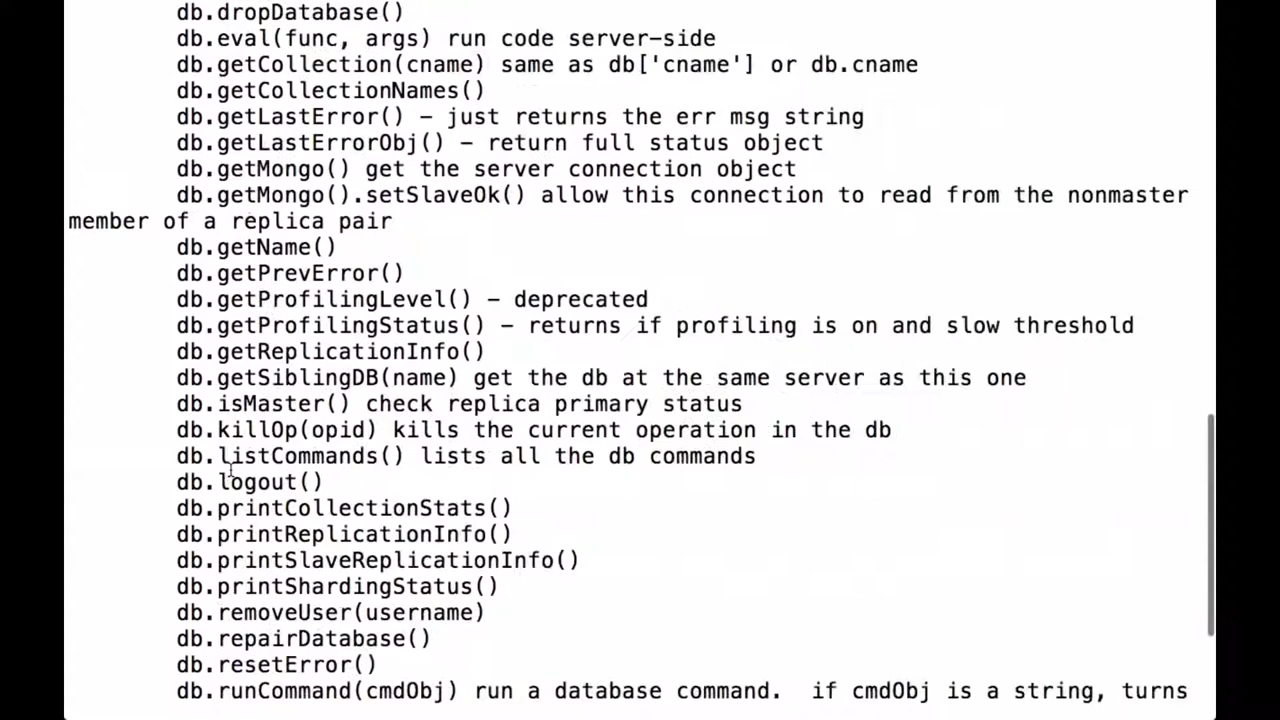 db.dropDatabase()
db.eval(func, args) run code server-side
db.getCollection(cname) same as db['cname'] or db.cname
db.getCollectionNames()
db.getLastError() - just returns the err msg string
db.getLastErrorObj() - return full status object
db.getMongo() get the server connection object
db.getMongo().setSlaveOk() allow this connection to read from the nonmaster
member of a replica pair
db.getName()
db.getPrevError()
db.getProfilingLevel() - deprecated
db.getProfilingStatus() - returns if profiling is on and slow threshold
db.getReplicationInfo()
db.getSiblingDB(name) get the db at the same server as this one
db.isMaster() check replica primary status
db.killOp(opid) kills the current operation in the db
db.listCommands() lists all the db commands
db.logout()
db.printCollectionStats()
db.printReplicationInfo()
db.printSlaveReplicationInfo()
db.printShardingStatus()
db.removeUser(username)
db.repairDatabase()
db.resetError()
db.runCommand(cmdObj) run a database command.  if cmdObj is a string, turns